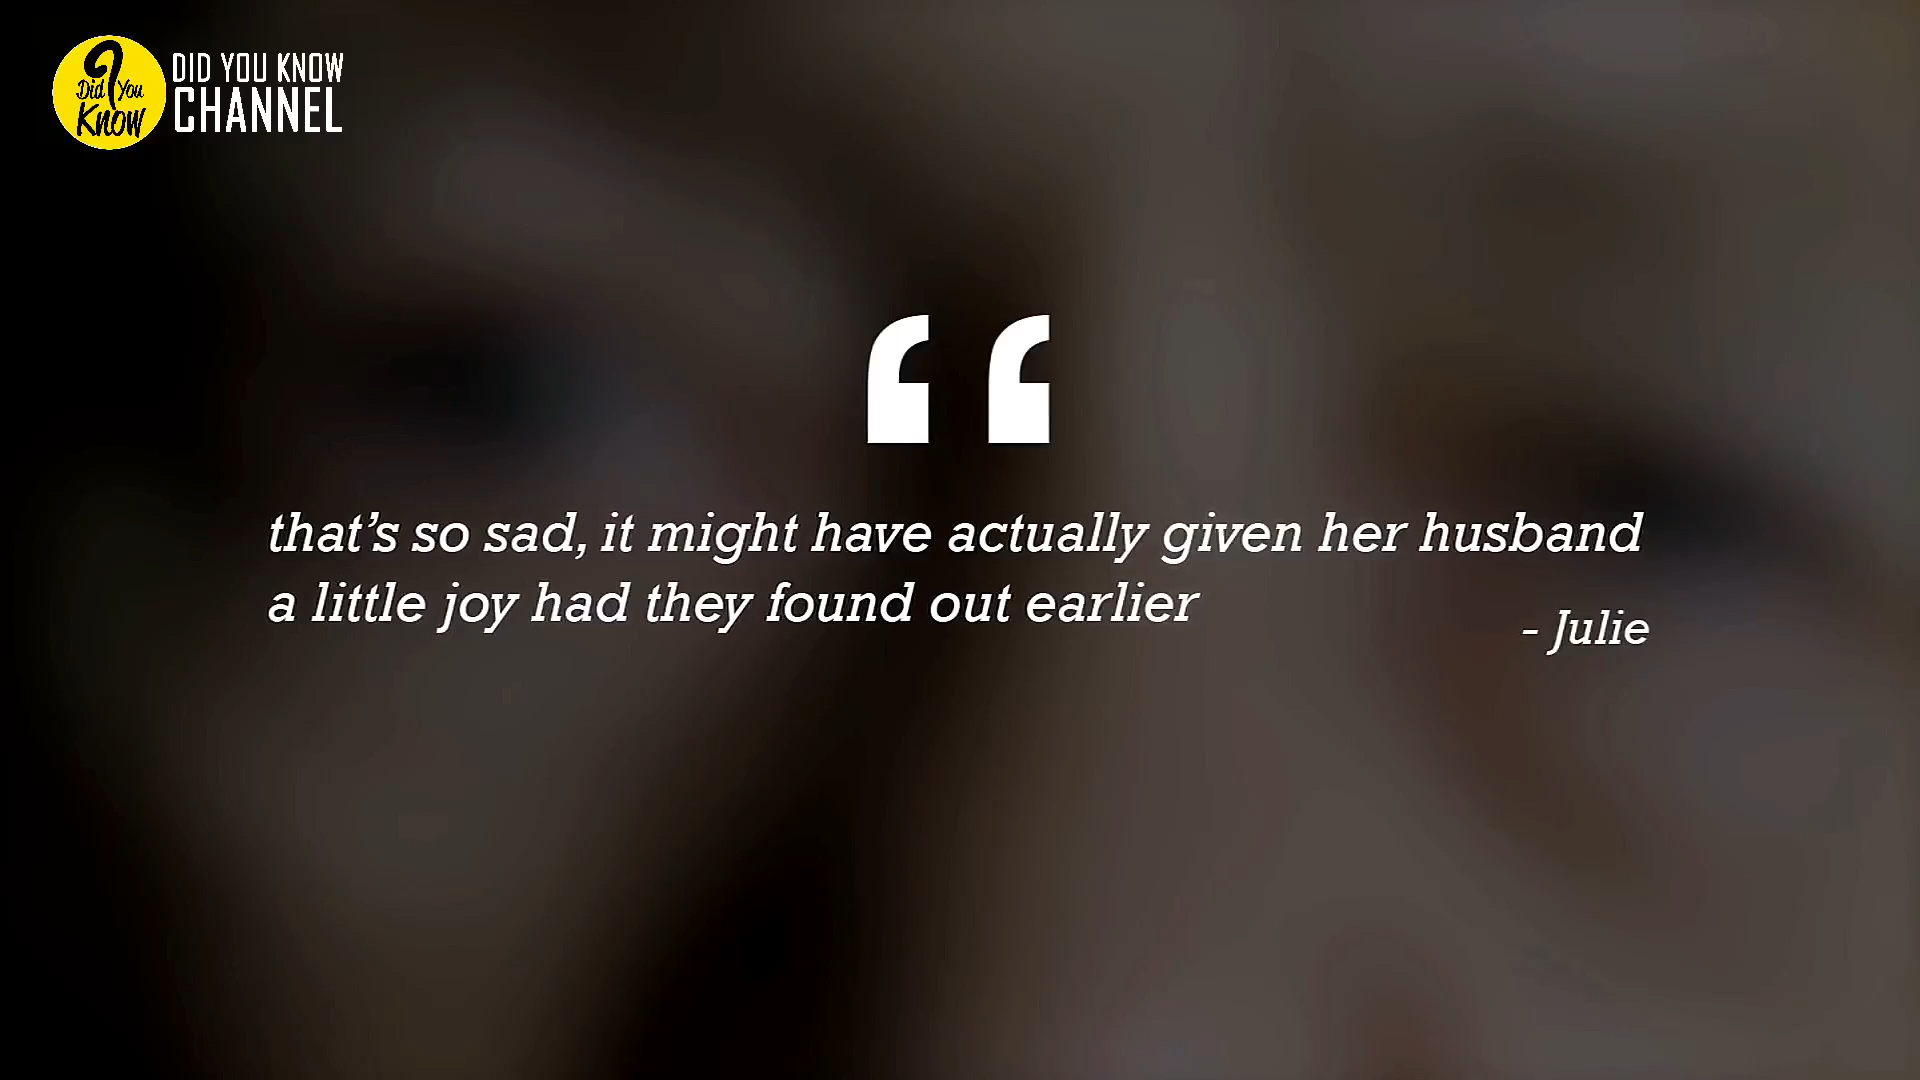 Did You
Know
DID YOU KNOW
CHANNEL
“
that’s so sad, it might have actually given her husband
a little joy had they found out earlier
- Julie